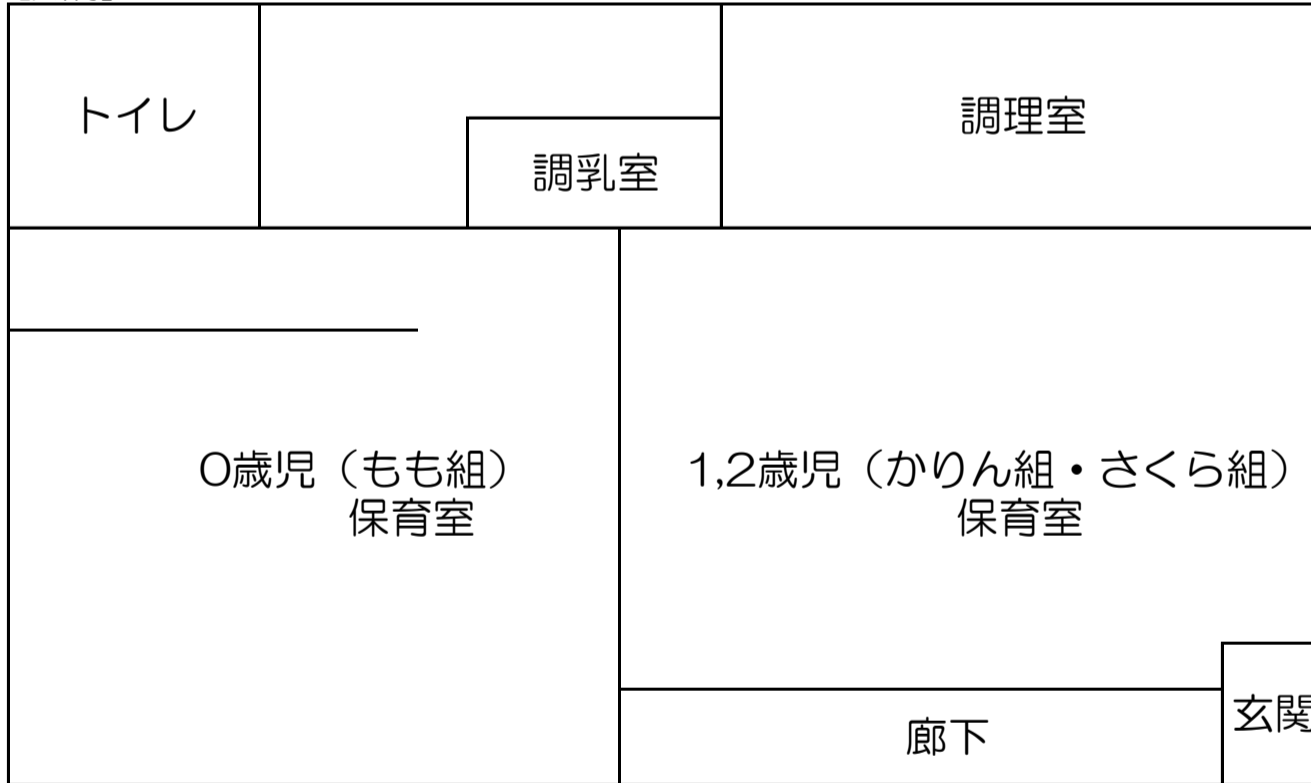 トイレ
調理室
調乳室
0歳児（もも組）
保育室
1,2歳児（かりん組・さくら組）
保育室
玄関
廊下